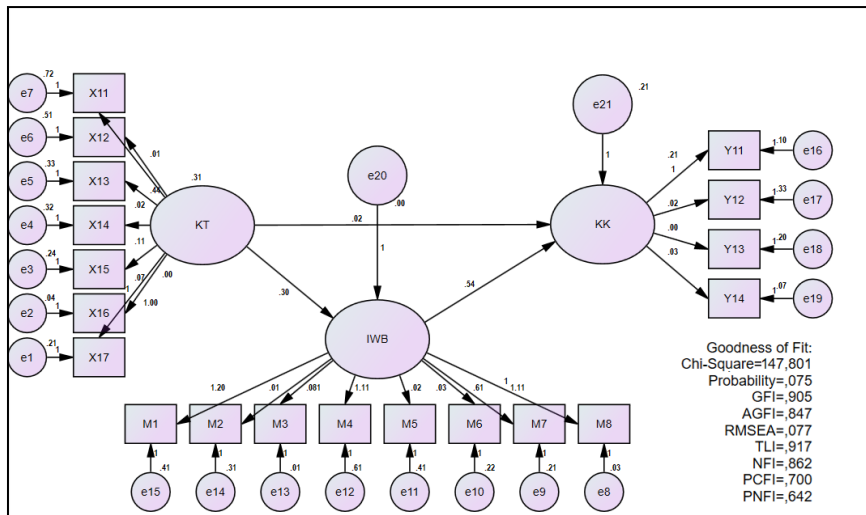 .72
e7 1 X11
.51
e6 1 X12
.01
.33
e5 1 X13
.44
.31
.32
e4 1 X14
.02
KT
.24
e3 1 X15
.11
.04
e2 1 X16
.07
.00
1
1.00
.21
e1 1 X17
e20
.00
1
.02
.30
.54
IWB
e21
.21
1
KK
.21
1
Y11
1 .10
e16
.02
Y12
1 .33
e17
.00
Y13
1 .20
e18
.03
Y14
1 .07
e19
1.20
.01
.081
1.11
.02
.03
.61
1
1.11
M1 M2 M3 M4 M5 M6 M7 M8
1 1 1 1 1 1 1 1
.41 .31 .01 .61 .41 .22 .21 .03
e15 e14 e13 e12 e11 e10 e9 e8
Goodness of Fit:
Chi-Square=147,801
Probability=,075
GFI=,905
AGFI=,847
RMSEA=,077
TLI=,917
NFI=,862
PCFI=,700
PNFI=,642